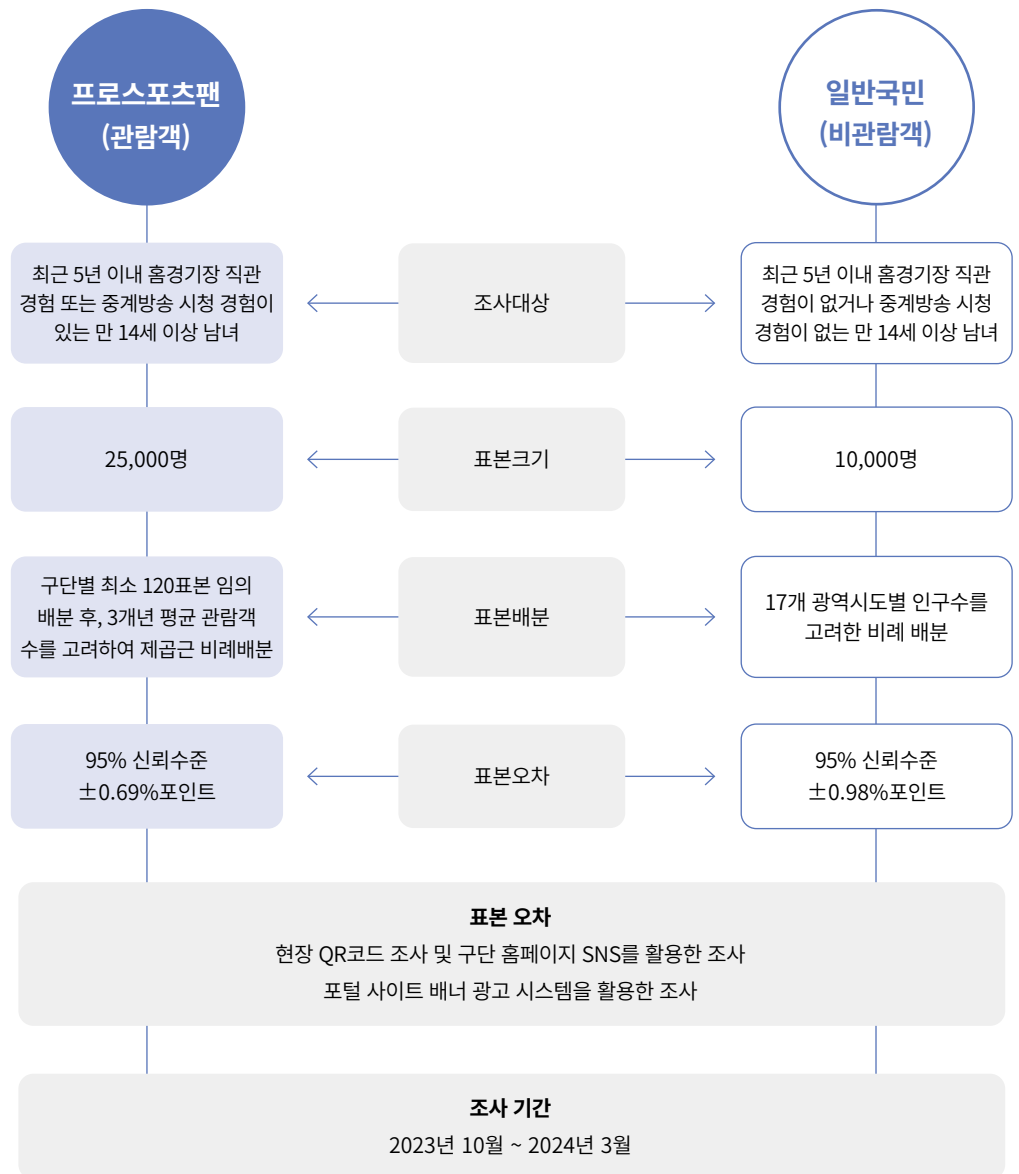 프로스포츠팬
(관람객)
일반국민
(비관람객)
최근 5년 이내 홈경기장 직관
경험 또는 중계방송 시청 경험이
있는 만 14세 이상 남녀
조사대상
최근 5년 이내 홈경기장 직관
경험이 없거나 중계방송 시청
경험이 없는 만 14세 이상 남녀
25,000명
표본크기
10,000명
구단별 최소 120표본 임의
배분 후, 3개년 평균 관람객
수를 고려하여 제곱근 비례배분
표본배분
17개 광역시도별 인구수를
고려한 비례 배분
95% 신뢰수준
±0.69%포인트
표본오차
95% 신뢰수준
±0.98%포인트
표본 오차
현장 QR코드 조사 및 구단 홈페이지 SNS를 활용한 조사
포털 사이트 배너 광고 시스템을 활용한 조사
조사 기간
2023년 10월 ~ 2024년 3월